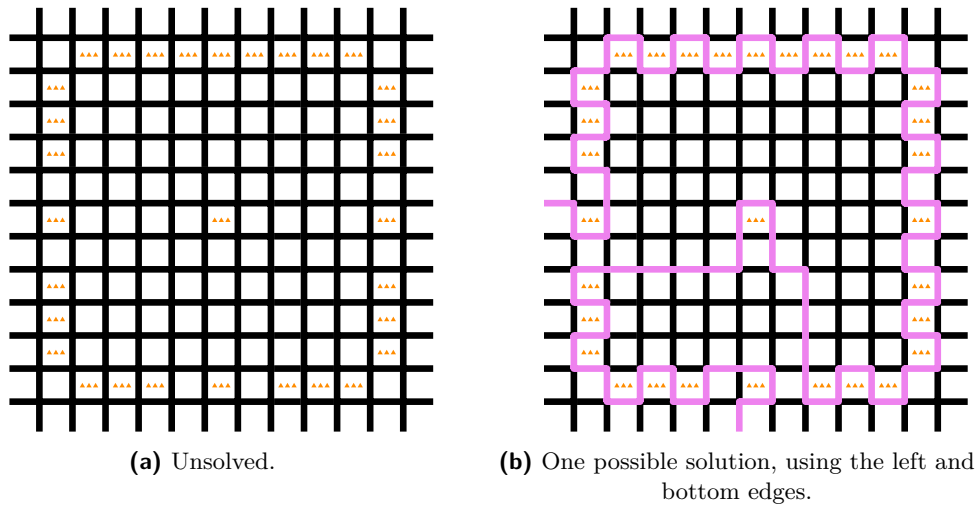 (a) Unsolved.
(b) One possible solution, using the left and
bottom edges.